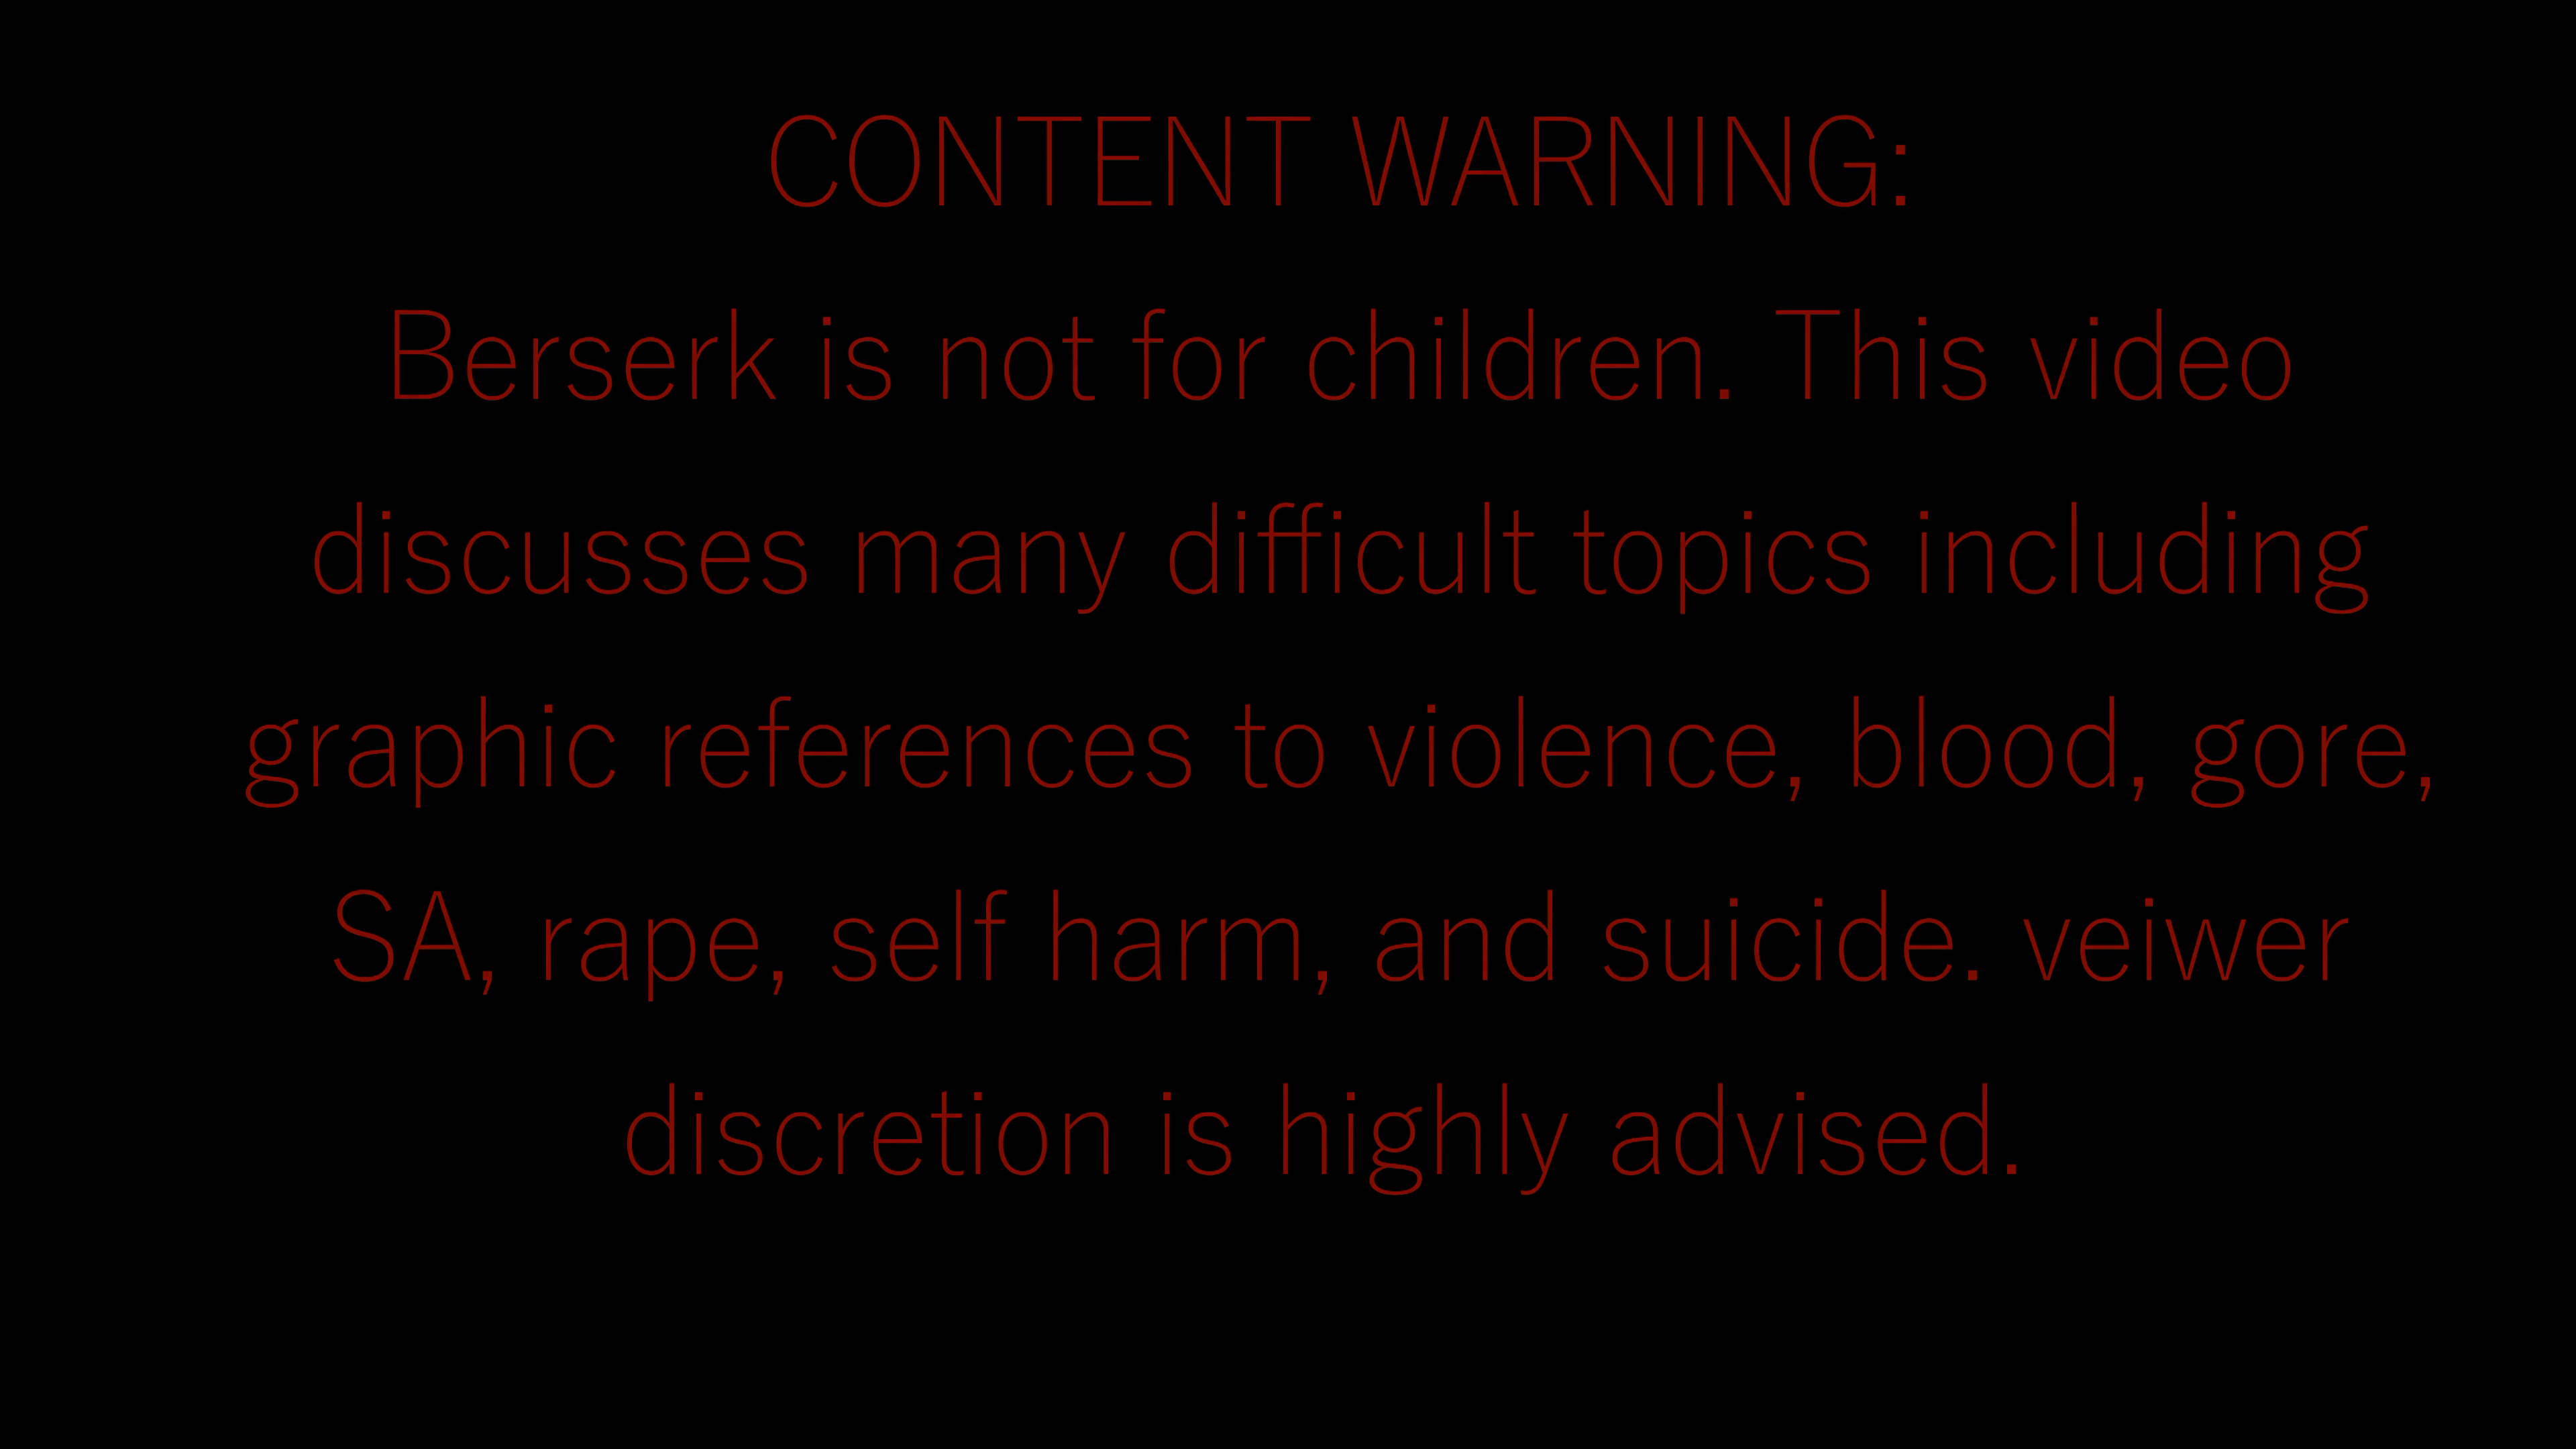 CONTENT WARNING:
Berserk is not for children. This video
discusses many difficult topics including
graphic references to violence, blood, gore,
SA, rape, self harm, and suicide. veiwer
discretion is highly advised.